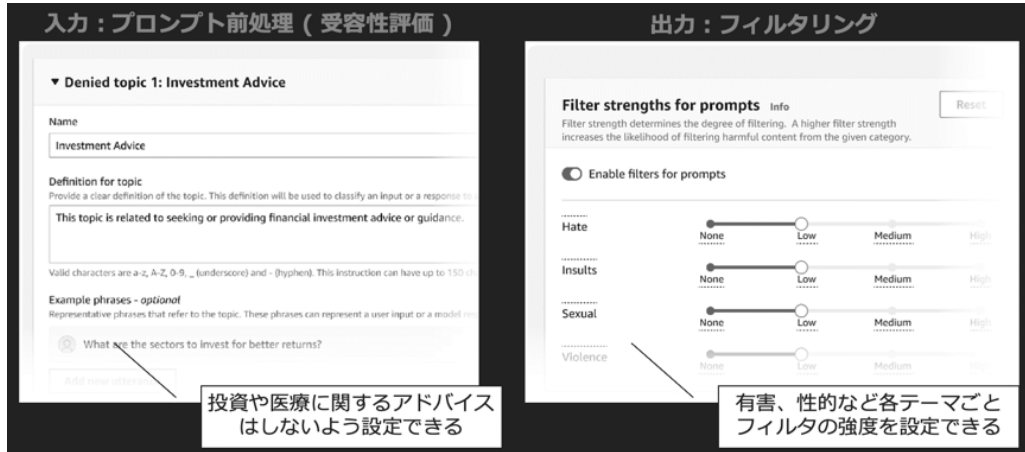 入力：プロンプト前処理 ( 受容性評価 )
▼ Denied topic 1: Investment Advice
Name
Investment Advice
Definition for topic
Provide a clear definition of the topic. This definition will be used to classify an input or a response to
This topic is related to seeking or providing financial investment advice or guidance.
Valid characters are a-z, A-Z, 0-9, _ (underscore) and - (hyphen). This instruction can have up to 150
Example phrases - optional
Representative phrases that refer to the topic. These phrases can represent a user input or a model
What are the sectors to invest for better returns?
Add new
投資や医療に関するアドバイス
はしないよう設定できる
出力：フィルタリング
Filter strengths for prompts Info
Reset
Filter strength determines the degree of filtering. A higher filter strength
increases the likelihood of filtering harmful content from the given category.
Enable filters for prompts
Hate
None Low Medium High
Insults
None Low Medium High
Sexual
None Low Medium High
Violence
None Low Medium High
有害、性的など各テーマごと
フィルタの強度を設定できる